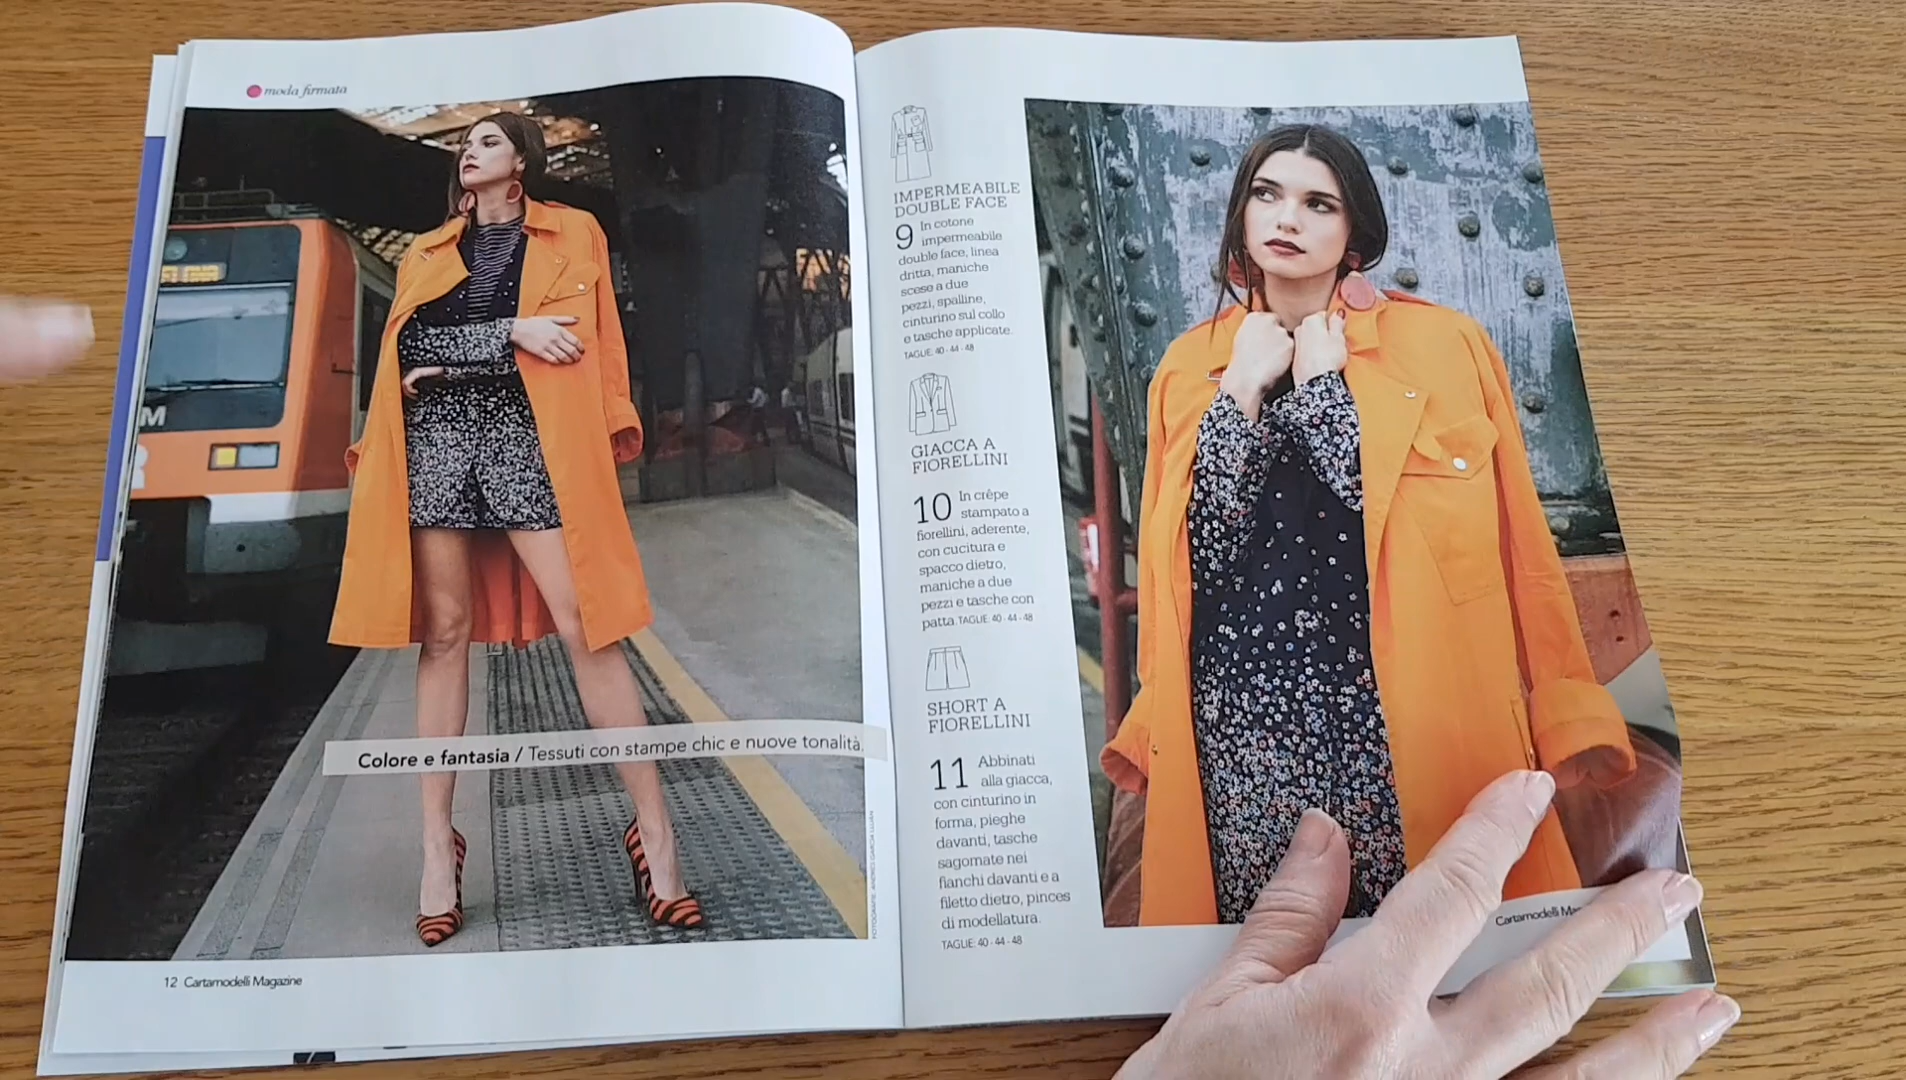 moda firmata
M
R
Colore e fantasia / Tessuti con stampe chic e nuove tonalità.
12 Cartamodelli Magazine
IMPERMEABILE
DOUBLE FACE
9 In cotone
impermeabile
double face, linea
dritta, maniche
scese a due
pezzi, spalline,
cinturino sul collo
e tasche applicate.
TAGLIE: 40 - 44 - 48
GIACCA A
FIORELLINI
10 In crêpe
stampato a
fiorellini, aderente,
con cucitura e
spacco dietro,
maniche a due
pezzi e tasche con
patta. TAGLIE: 40 - 44 - 48
SHORT A
FIORELLINI
11 Abbinati
alla giacca,
con cinturino in
forma, pieghe
davanti, tasche
sagomate nei
fianchi davanti e a
filetto dietro, pinces
di modellatura.
TAGLIE: 40 - 44 - 48
Cartamodelli